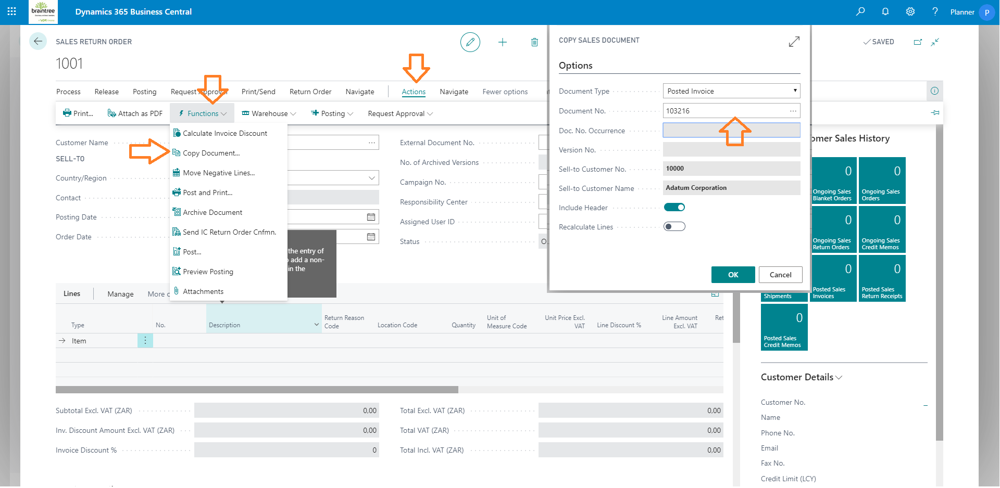 braintree
Dynamics 365 Business Central
Planner
P
SALES RETURN ORDER
1001
SAVED
Process
Release
Posting
Request Approval
Print/Send
Return Order
Navigate
Actions
Navigate
Fewer options
Print...
Attach as PDF
Functions
Warehouse
Posting
Request Approval
Calculate Invoice Discount
Copy Document...
Move Negative Lines...
Post and Print...
Archive Document
Send IC Return Order Cnfmn.
Post...
Preview Posting
Attachments
Customer Name
SELL-TO
Country/Region
Contact
Posting Date
Order Date
External Document No.
No. of Archived Versions
Campaign No.
Responsibility Center
Assigned User ID
Status
O
the entry of
add a non-
in the
COPY SALES DOCUMENT
Options
Document Type
Posted Invoice
Document No.
103216
Doc. No. Occurrence
Version No.
Sell-to Customer No.
10000
Sell-to Customer Name
Adatum Corporation
Include Header
Recalculate Lines
OK
Cancel
omer Sales History
0
Ongoing Sales
Blanket Orders
0
Ongoing Sales
Orders
0
Ongoing Sales
Return Orders
0
Ongoing Sales
Credit Memos
Shipments
0
Posted Sales
Invoices
0
Posted Sales
Return Receipts
0
Posted Sales
Credit Memos
Lines
Manage
More o
Type
No.
Description
Return Reason
Code
Location Code
Quantity
Unit of
Measure Code
Unit Price Excl.
VAT
Line Discount %
Line Amount
Excl. VAT
Ret
Item
Subtotal Excl. VAT (ZAR)
0,00
Inv. Discount Amount Excl. VAT (ZAR)
0,00
Invoice Discount %
0
Total Excl. VAT (ZAR)
0,00
Total VAT (ZAR)
0,00
Total Incl. VAT (ZAR)
0,00
Customer Details
Customer No.
_
Name
Phone No.
Email
Fax No.
Credit Limit (LCY)